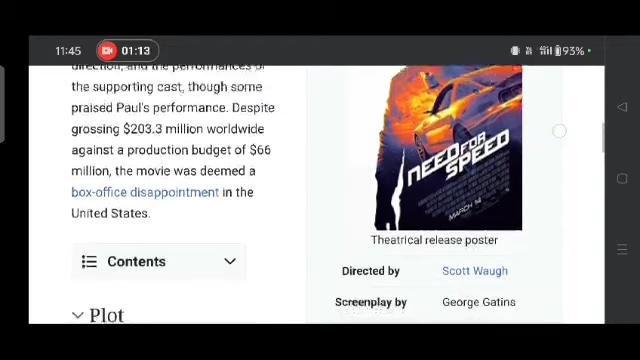 11:45
01:13
93%
direction, and the performances of
the supporting cast, though some
praised Paul's performance. Despite
grossing $203.3 million worldwide
against a production budget of $66
million, the movie was deemed a
box-office disappointment in the
United States.
Contents
Plot
NEED FOR
SPEED
MARCH 14
Theatrical release poster
Directed by Scott Waugh
Screenplay by George Gatins